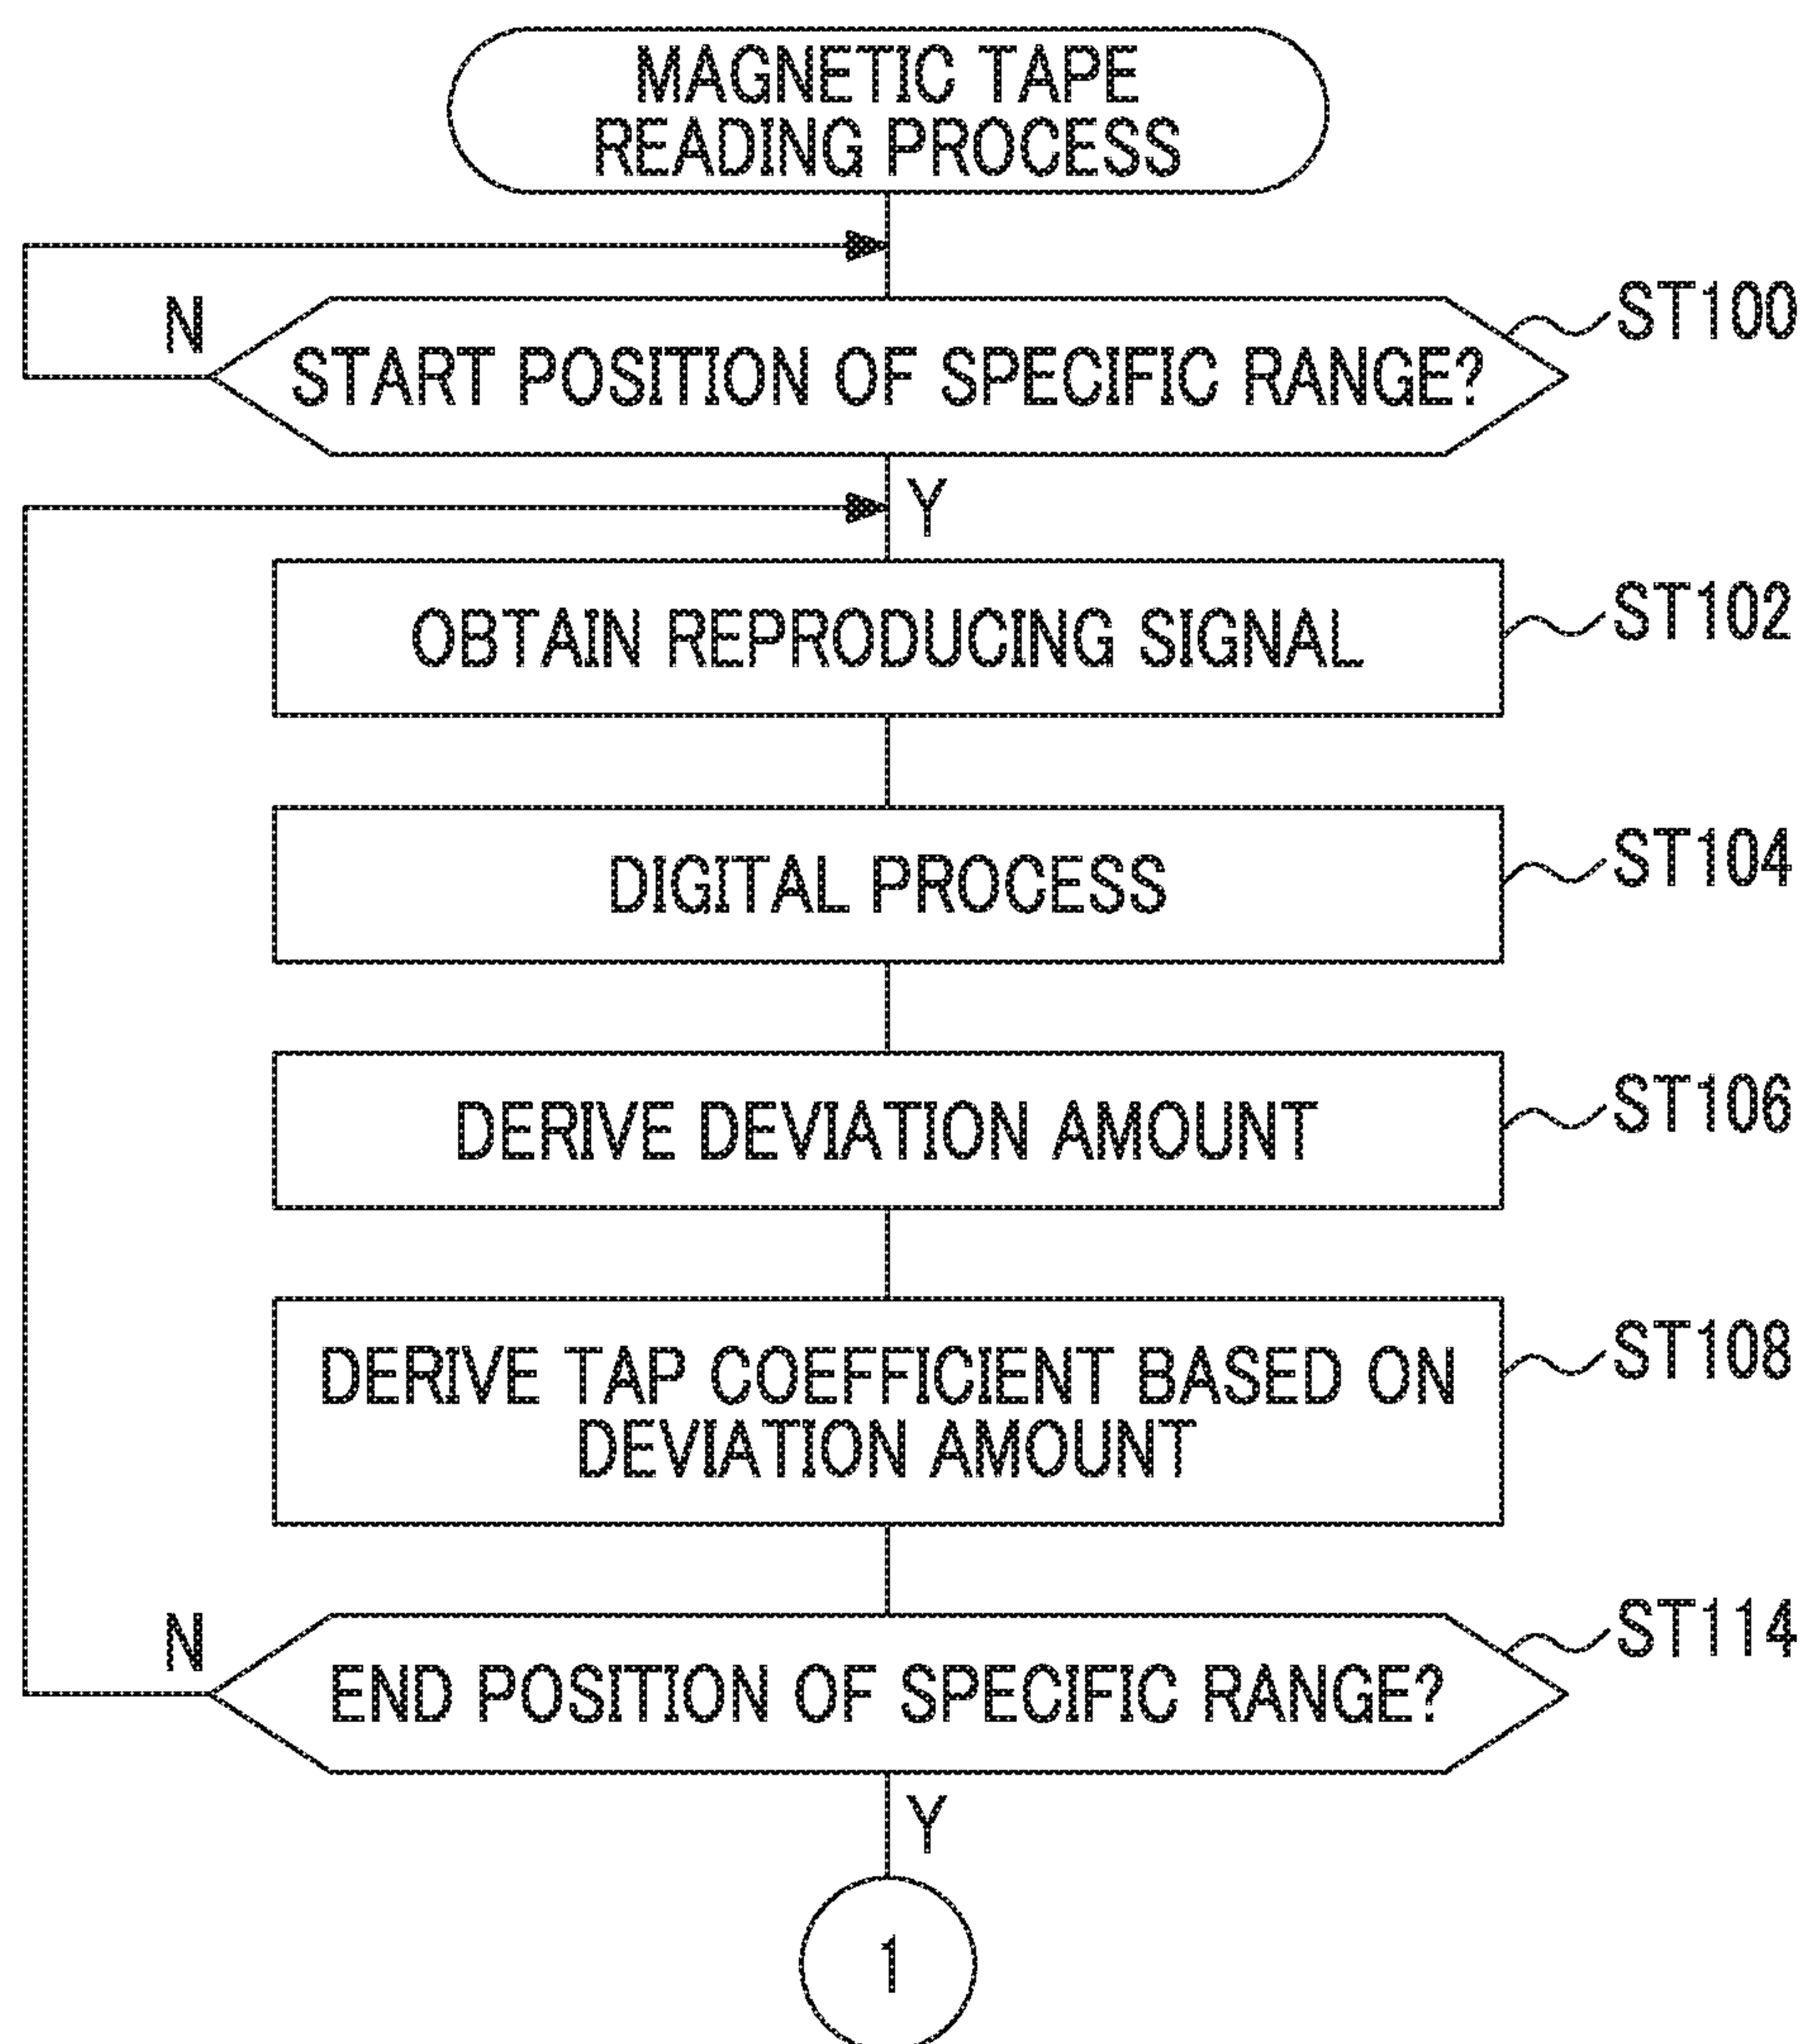 MAGNETIC TAPE
READING PROCESS
N
ST100
START POSITION OF SPECIFIC RANGE?
Y
OBTAIN REPRODUCING SIGNAL
ST102
DIGITAL PROCESS
ST104
DERIVE DEVIATION AMOUNT
ST106
DERIVE TAP COEFFICIENT BASED ON
DEVIATION AMOUNT
ST108
N
ST114
END POSITION OF SPECIFIC RANGE?
Y
1